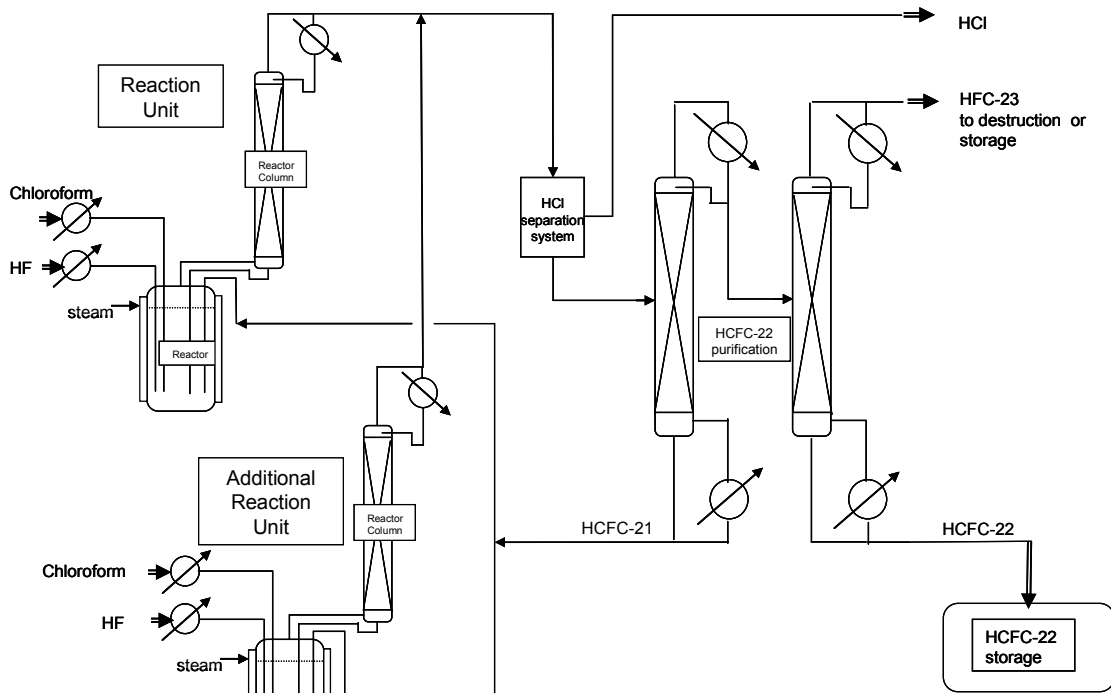 HCl
Reaction
Unit
HFC-23
to destruction or
storage
Reactor
Column
Chloroform
HCl
separation
system
HF
steam
HCFC-22
purification
Reactor
Additional
Reaction
Unit
Reactor
Column
HCFC-21
HCFC-22
Chloroform
HF
HCFC-22
storage
steam